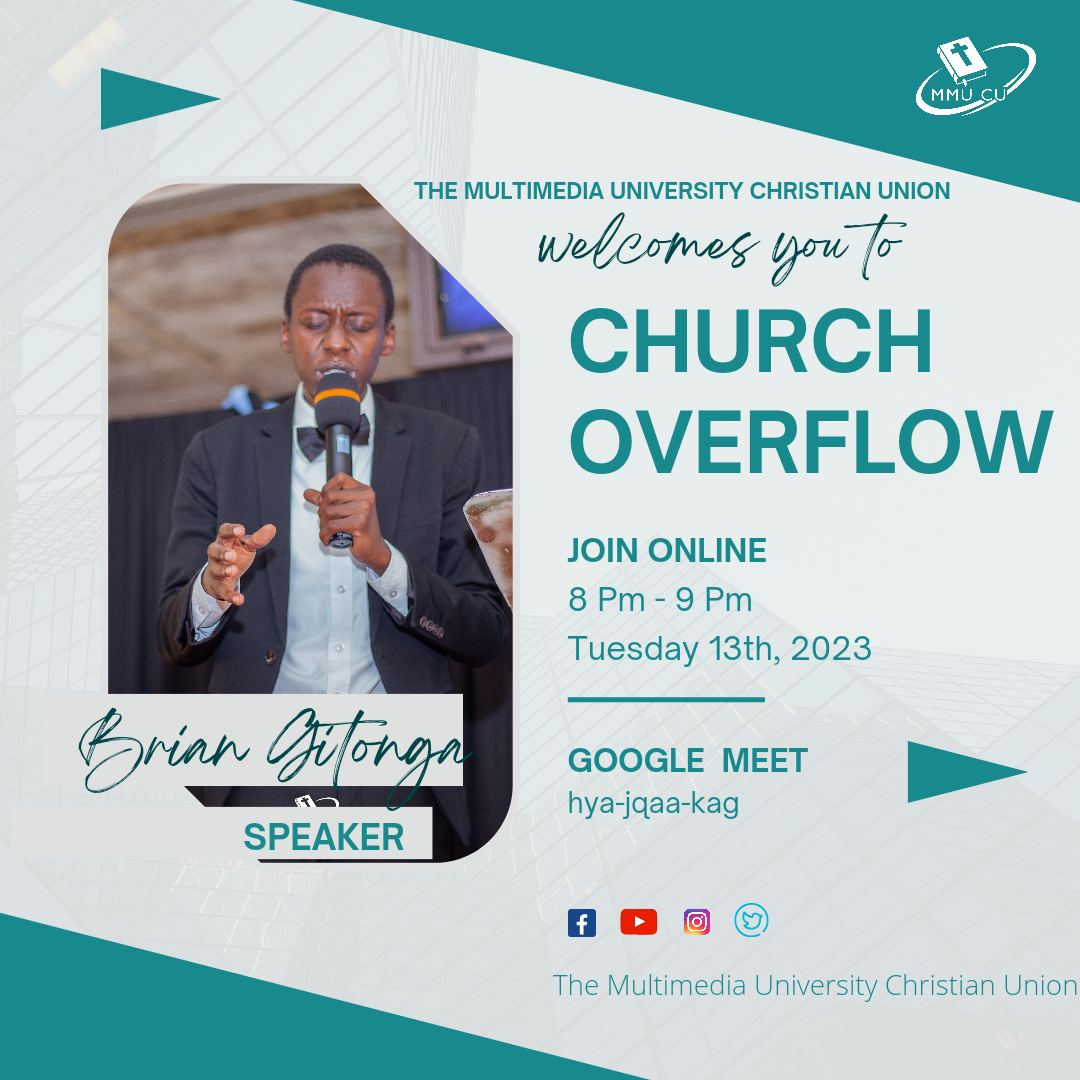 MMU CU
THE MULTIMEDIA UNIVERSITY CHRISTIAN UNION
welcomes you to
CHURCH
OVERFLOW
JOIN ONLINE
8 Pm - 9 Pm
Tuesday 13th, 2023
Brian Gitonga
SPEAKER
GOOGLE MEET
hya-jqaa-kag
The Multimedia University Christian Union